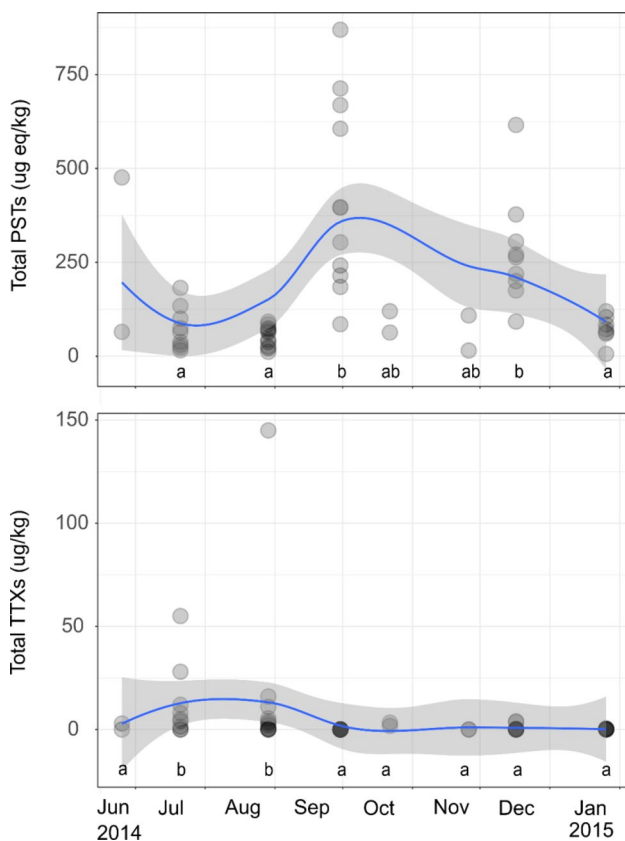 Total PSTs (ug eq/kg)
750
500
250
0
a a b ab ab b a
Total TTXs (ug/kg)
150
100
50
0
a b b a a a a a
Jun Jul Aug Sep Oct Nov Dec Jan
2014 2015